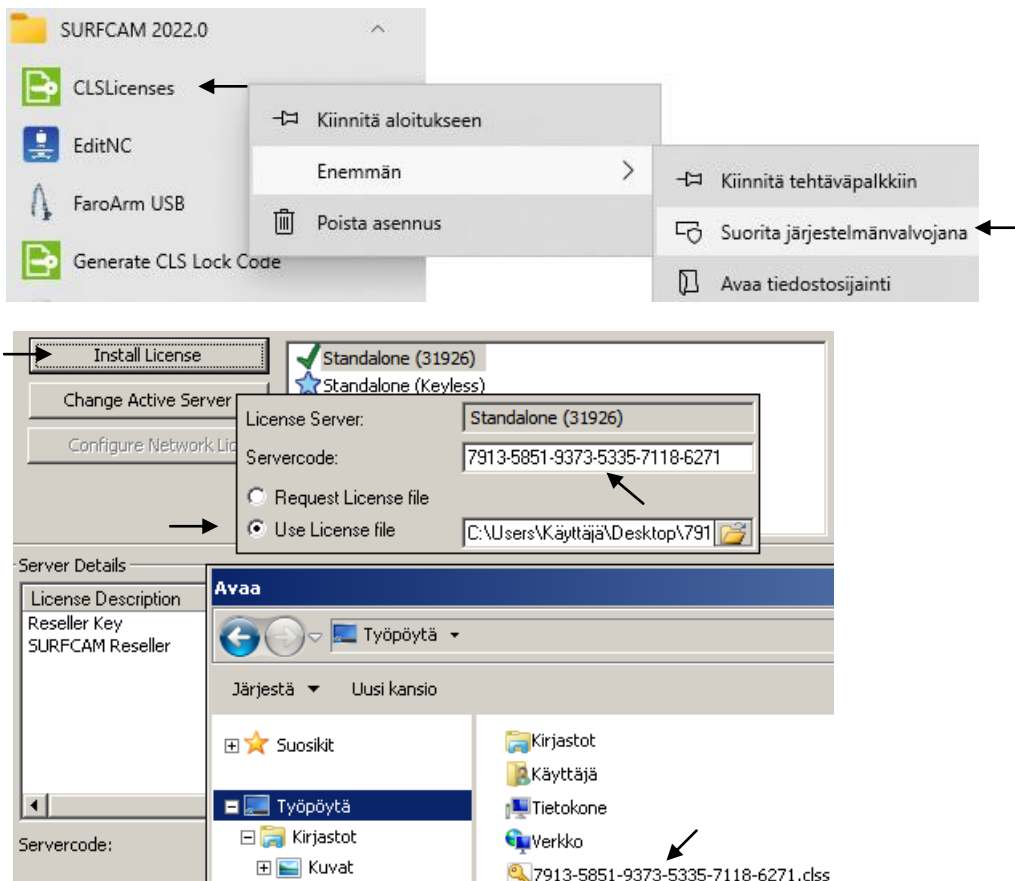 SURFCAM 2022.0
CLSLicenses
EditNC
FaroArm USB
Generate CLS Lock Code
Kiinnitä aloitukseen
Enemmän
Poista asennus
Kiinnitä tehtäväpalkkiin
Suorita järjestelmänvalvojana
Avaa tiedostosijainti
Install License
Change Active Server
Configure Network Lic
Standalone (31926)
Standalone (Keyless)
License Server:
Standalone (31926)
Servercode:
7913-5851-9373-5335-7118-6271
Request License file
Use License file
C:\Users\Käyttäjä\Desktop\791
Server Details
License Description
Reseller Key
SURFCAM Reseller
Servercode:
Avaa
Työpöytä
Järjestä
Uusi kansio
Suosikit
Työpöytä
Kirjastot
Kuvat
Kirjastot
Käyttäjä
Tietokone
Verkko
7913-5851-9373-5335-7118-6271.clss